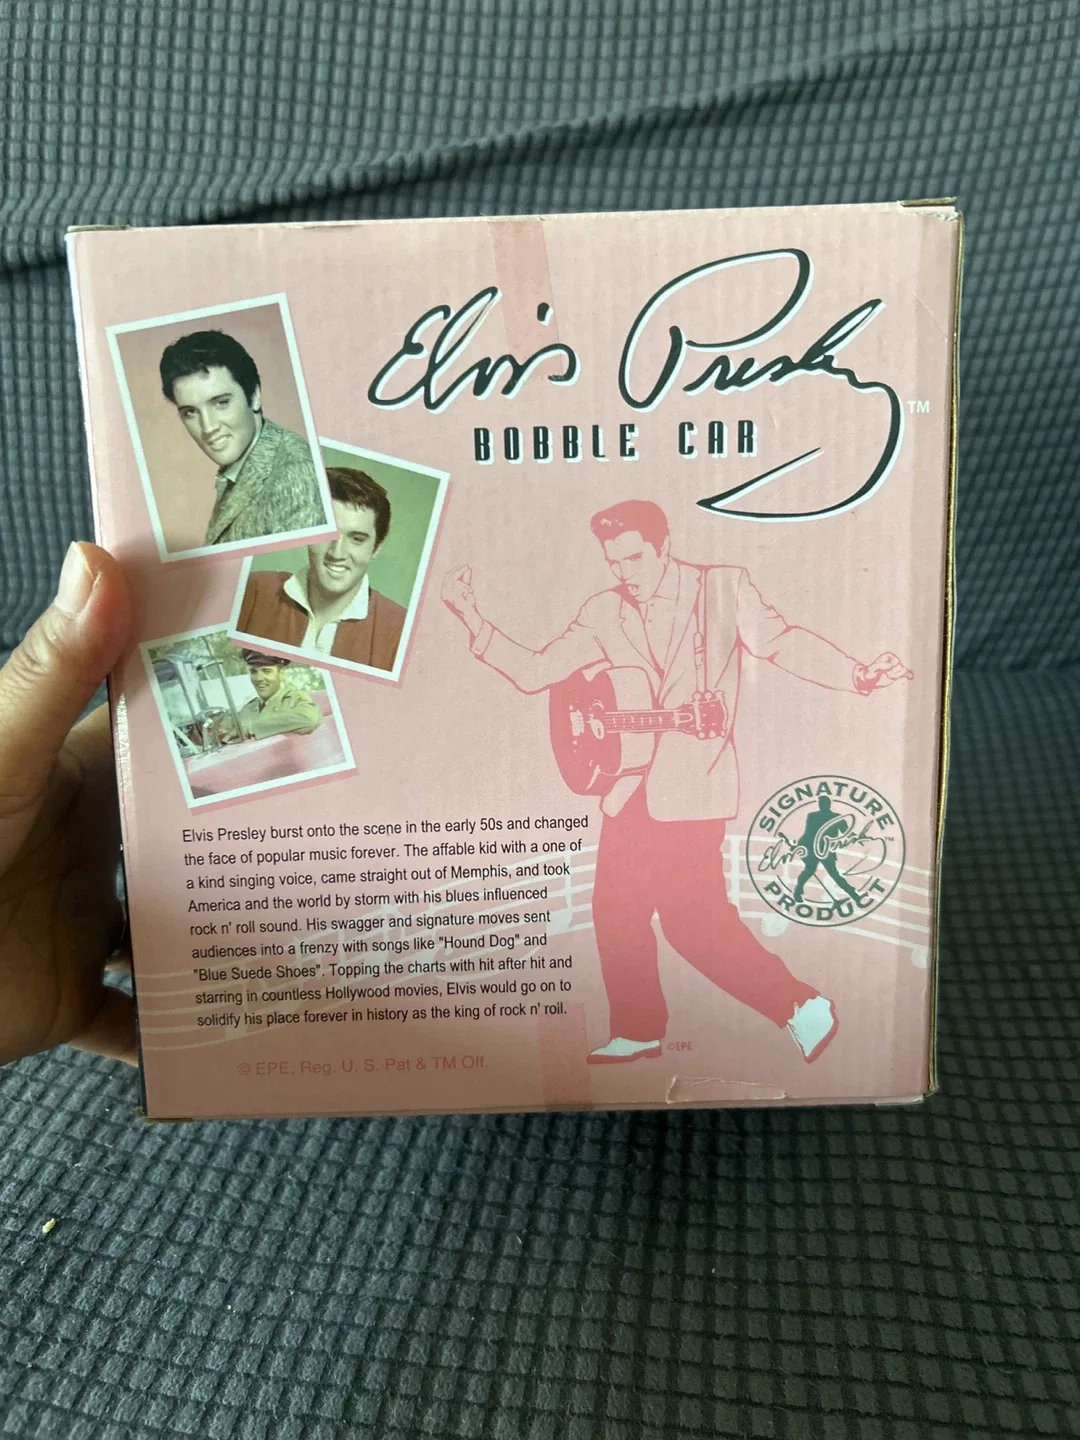 Elvis Presley™
BOBBLE CAR
SIGNATURE
Elvis Presley™
PRODUCT
Elvis Presley burst onto the scene in the early 50s and changed
the face of popular music forever. The affable kid with a one of
a kind singing voice, came straight out of Memphis, and took
America and the world by storm with his blues influenced
rock n' roll sound. His swagger and signature moves sent
audiences into a frenzy with songs like "Hound Dog" and
"Blue Suede Shoes". Topping the charts with hit after hit and
starring in countless Hollywood movies, Elvis would go on to
solidify his place forever in history as the king of rock n' roll.
©EPE
© EPE, Reg. U. S. Pat & TM Off.